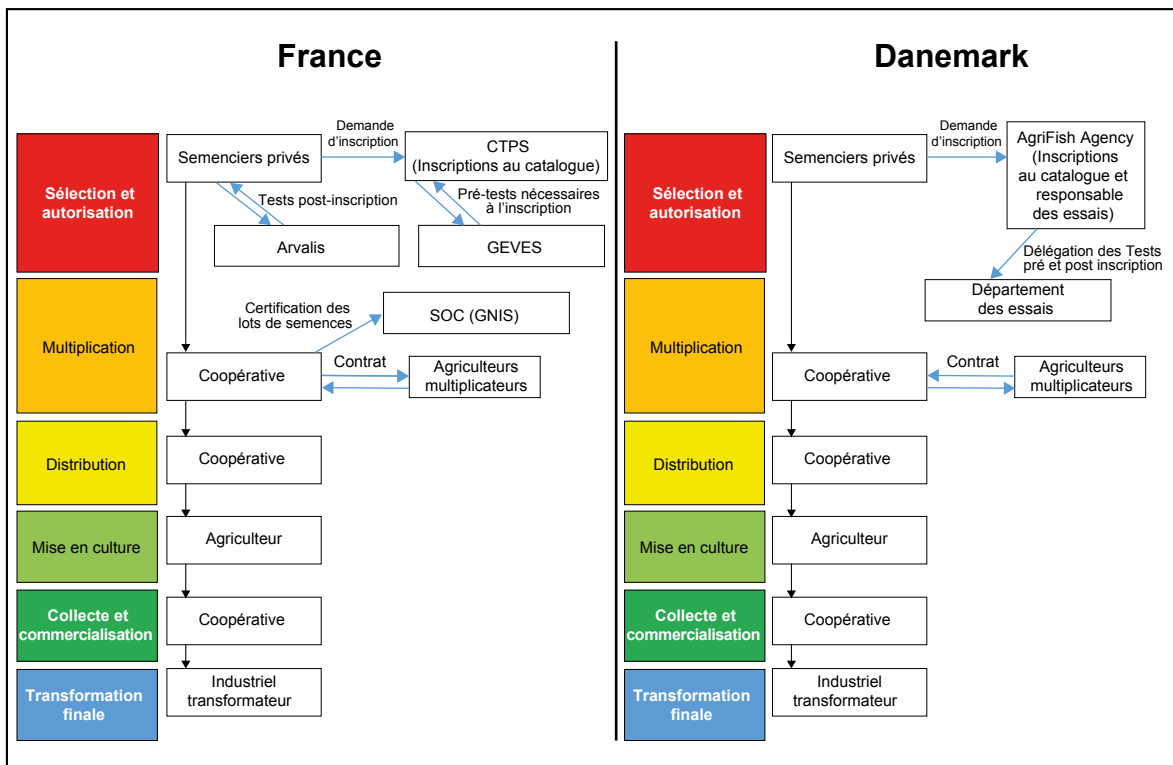 France
Demande
d'inscription
Semenciers privés
CTPS
(Inscriptions au catalogue)
Sélection et
autorisation
Tests post-inscription
Pré-tests nécessaires
à l'inscription
Arvalis
GEVES
Certification des
lots de semences
SOC (GNIS)
Multiplication
Coopérative
Contrat
Agriculteurs
multiplicateurs
Distribution
Coopérative
Mise en culture
Agriculteur
Collecte et
commercialisation
Coopérative
Transformation
finale
Industriel
transformateur
Danemark
Demande
d'inscription
Semenciers privés
AgriFish Agency
(Inscriptions
au catalogue et
responsable
des essais)
Sélection et
autorisation
Délégation des Tests
pré et post inscription
Département
des essais
Multiplication
Coopérative
Contrat
Agriculteurs
multiplicateurs
Distribution
Coopérative
Mise en culture
Agriculteur
Collecte et
commercialisation
Coopérative
Transformation
finale
Industriel
transformateur